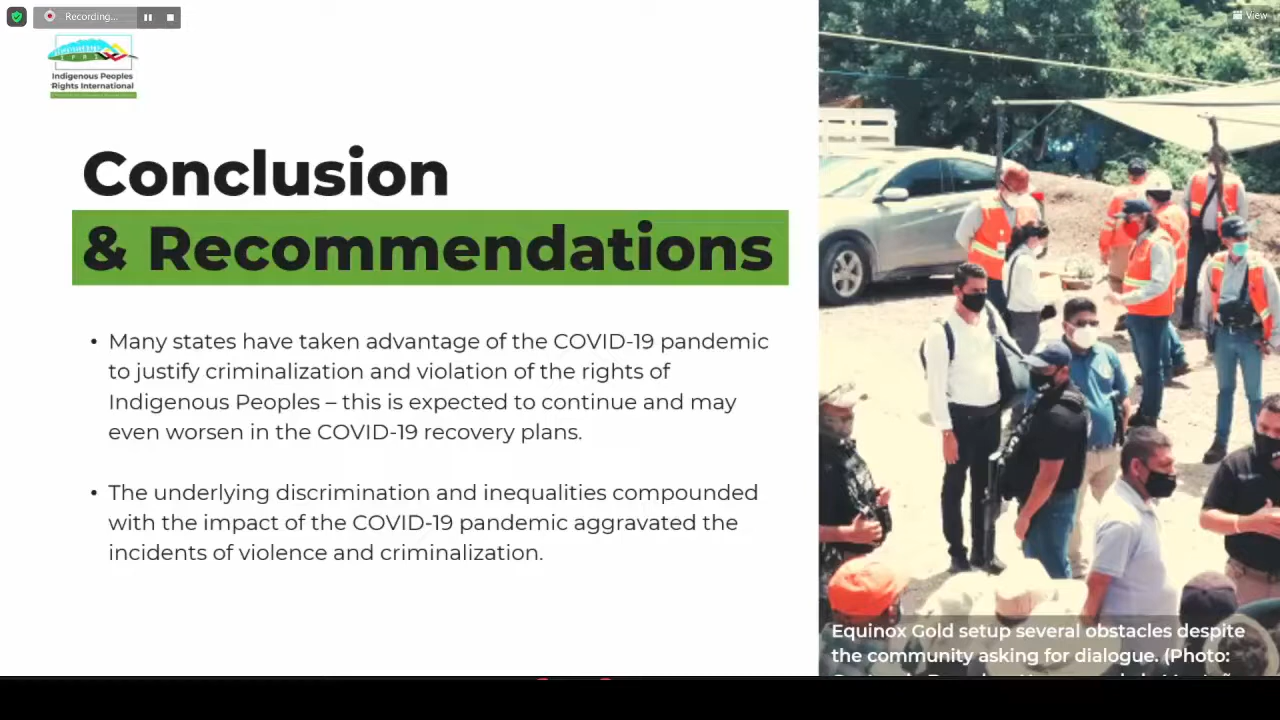 Recording...
View
Indigenous Peoples
Rights International
Conclusion
& Recommendations
• Many states have taken advantage of the COVID-19 pandemic
to justify criminalization and violation of the rights of
Indigenous Peoples – this is expected to continue and may
even worsen in the COVID-19 recovery plans.
• The underlying discrimination and inequalities compounded
with the impact of the COVID-19 pandemic aggravated the
incidents of violence and criminalization.
Equinox Gold setup several obstacles despite
the community asking for dialogue. (Photo: